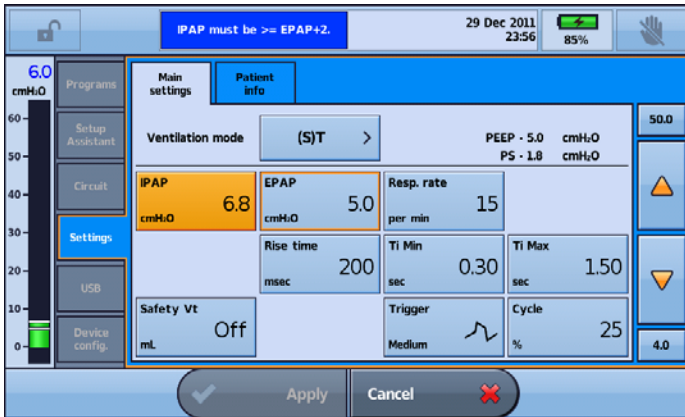 IPAP must be >= EPAP+2.
29 Dec 2011
23:56
85%
6.0
cmH₂O
60
50
40
30
20
10
0
Programs
Setup
Assistant
Circuit
Settings
USB
Device
config.
Main
settings
Patient
info
Ventilation mode
(S)T >
PEEP - 5.0 cmH₂O
PS - 1.8 cmH₂O
IPAP
6.8
cmH₂O
EPAP
5.0
cmH₂O
Resp. rate
15
per min
Rise time
200
msec
Ti Min
0.30
sec
Ti Max
1.50
sec
Safety Vt
Off
mL
Trigger
Medium
Cycle
25
%
50.0
4.0
Apply
Cancel